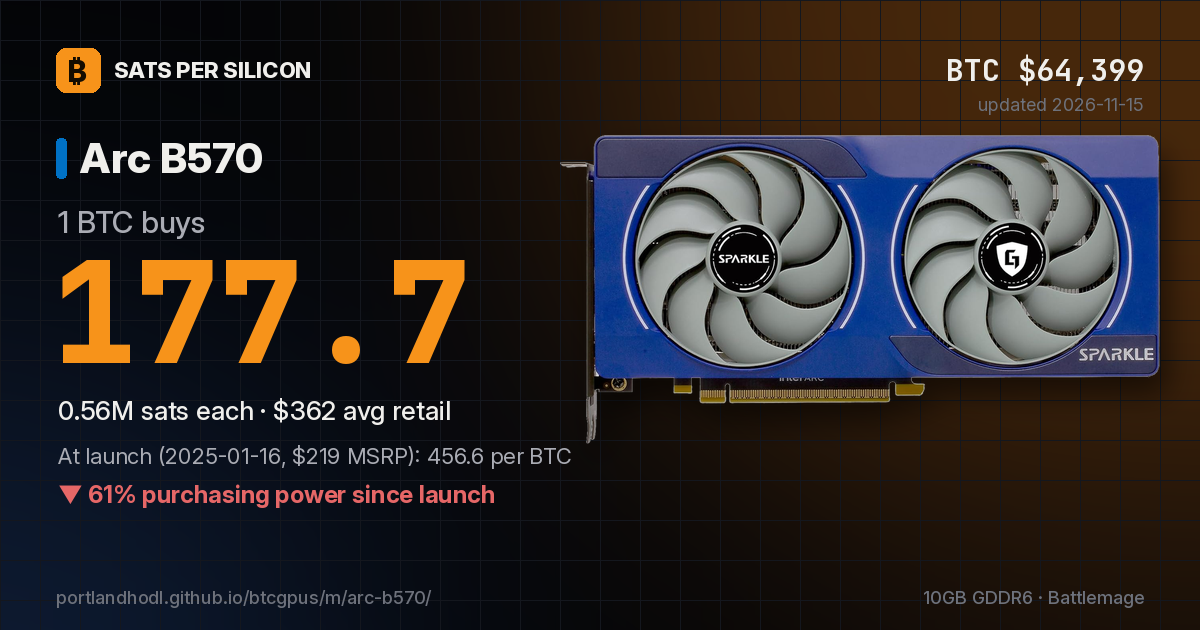 SATS PER SILICON
BTC $64,399
updated 2026-11-15
Arc B570
1 BTC buys
177.7
0.56M sats each · $362 avg retail
At launch (2025-01-16, $219 MSRP): 456.6 per BTC
▼ 61% purchasing power since launch
SPARKLE
SPARKLE
intel ARC
portlandhodl.github.io/btcgpus/m/arc-b570/
10GB GDDR6 · Battlemage